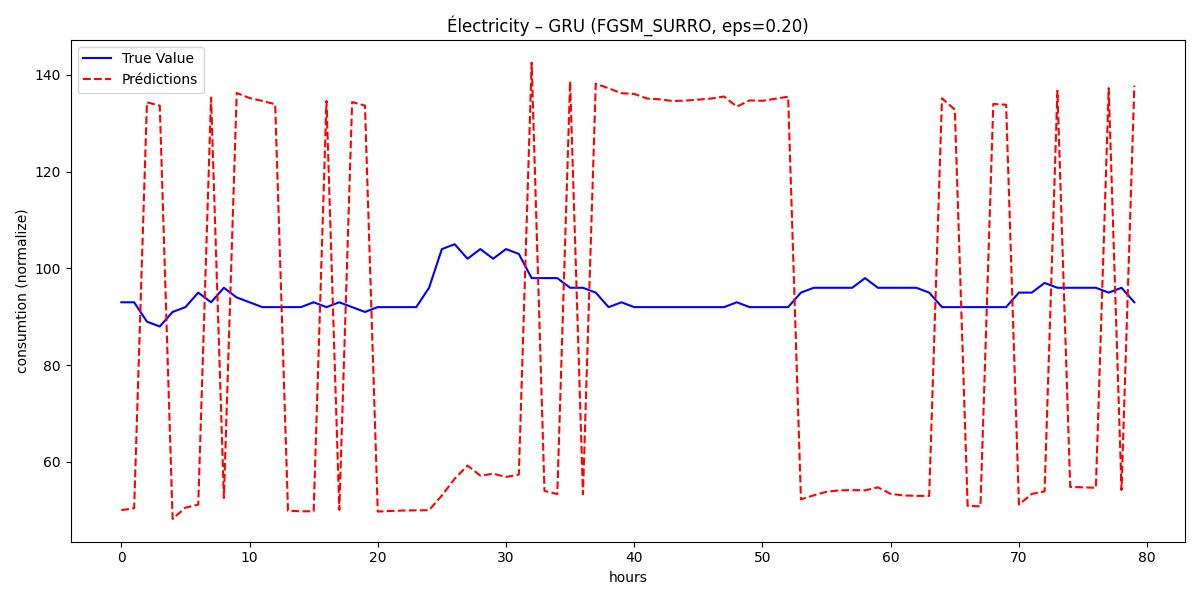 Électricity – GRU (FGSM_SURRO, eps=0.20)
True Value
Prédictions
consumtion (normalize)
140
120
100
80
60
0 10 20 30 40 50 60 70 80
hours